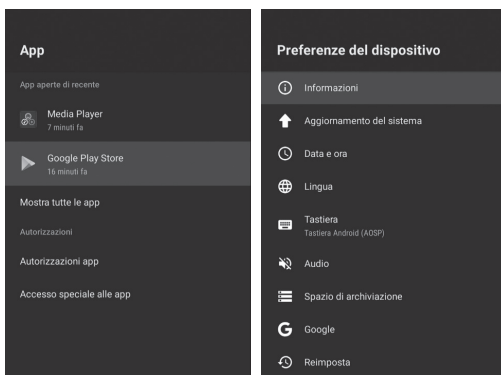 App
App aperte di recente
Media Player
7 minuti fa
Google Play Store
16 minuti fa
Mostra tutte le app
Autorizzazioni
Autorizzazioni app
Accesso speciale alle app
Preferenze del dispositivo
Informazioni
Aggiornamento del sistema
Data e ora
Lingua
Tastiera
Tastiera Android (AOSP)
Audio
Spazio di archiviazione
Google
Reimposta